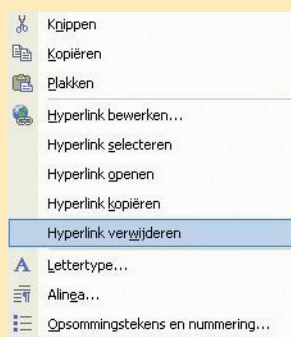 Knippen
Kopiëren
Plakken
Hyperlink bewerken...
Hyperlink selecteren
Hyperlink openen
Hyperlink kopiëren
Hyperlink verwijderen
Lettertype...
Alinea...
Opsommingstekens en nummering...